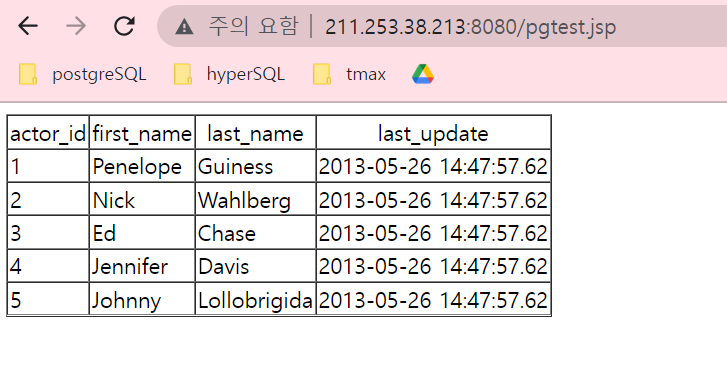 주의 요함 | 211.253.38.213:8080/pgtest.jsp
postgreSQL hyperSQL tmax
actor_id first_name last_name last_update
1 Penelope Guiness 2013-05-26 14:47:57.62
2 Nick Wahlberg 2013-05-26 14:47:57.62
3 Ed Chase 2013-05-26 14:47:57.62
4 Jennifer Davis 2013-05-26 14:47:57.62
5 Johnny Lollobrigida 2013-05-26 14:47:57.62